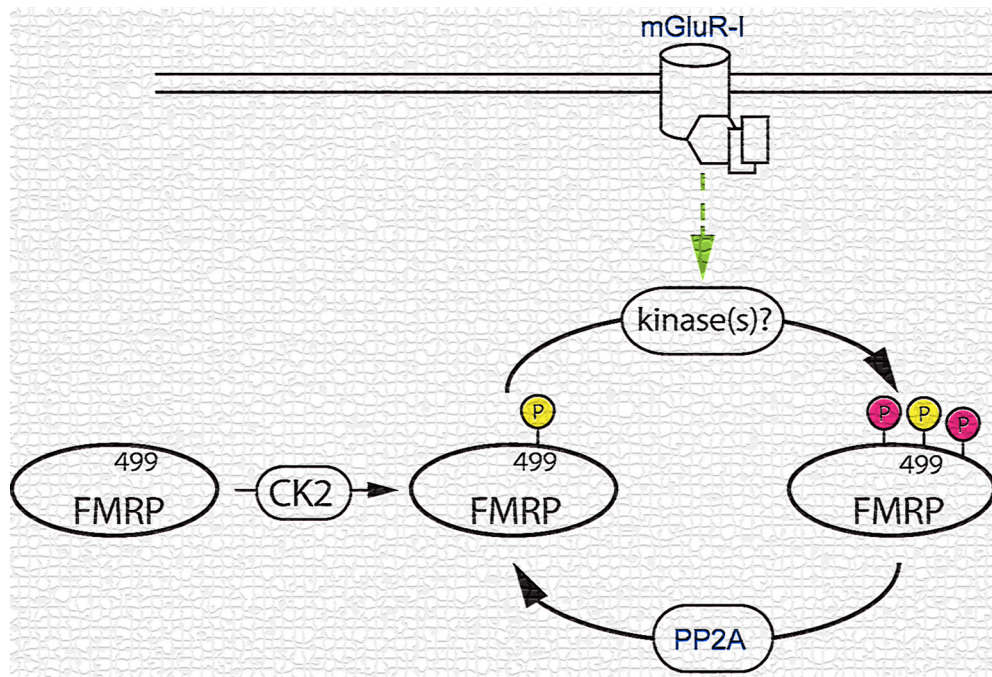 mGluR-I
kinase(s)?
P
P
P
P
499
FMRP
CK2
499
FMRP
499
FMRP
PP2A